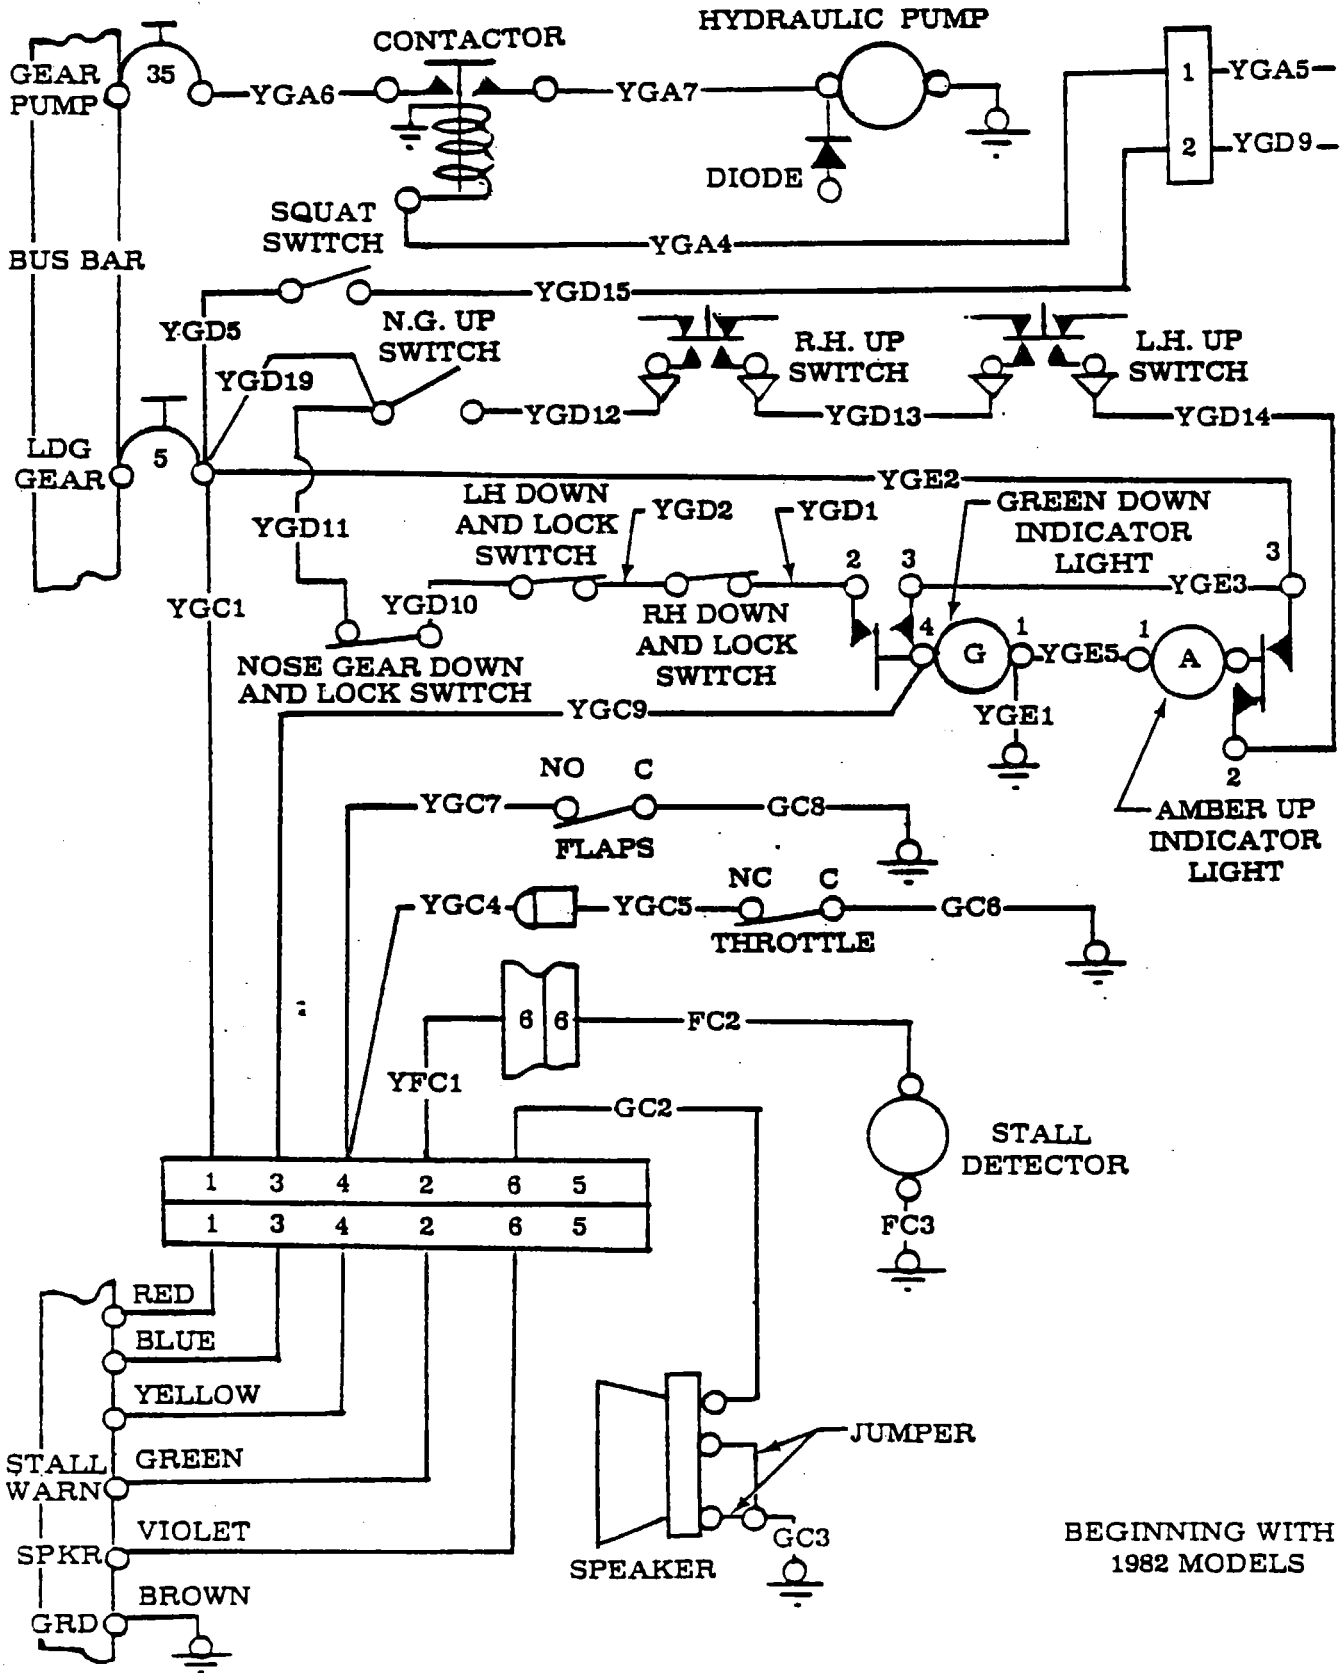 HYDRAULIC PUMP
CONTACTOR
GEAR
PUMP
35
YGA6
YGA7
1
YGA5
2
YGD9
DIODE
SQUAT
SWITCH
YGA4
BUS BAR
YGD15
YGD5
N.G. UP
SWITCH
R.H. UP
SWITCH
L.H. UP
SWITCH
YGD19
YGD12
YGD13
YGD14
LDG
GEAR
5
YGE2
LH DOWN
AND LOCK
SWITCH
YGD2
YGD1
GREEN DOWN
INDICATOR
LIGHT
YGD11
2
3
3
YGE3
YGC1
YGD10
RH DOWN
AND LOCK
SWITCH
4
G
1
YGE5
1
A
NOSE GEAR DOWN
AND LOCK SWITCH
YGC9
YGE1
2
NO
C
YGC7
GC8
FLAPS
AMBER UP
INDICATOR
LIGHT
NC
C
YGC4
YGC5
GC6
THROTTLE
6 6
FC2
YFC1
GC2
STALL
DETECTOR
1 3 4 2 6 5
1 3 4 2 6 5
FC3
RED
BLUE
YELLOW
JUMPER
STALL
WARN
GREEN
VIOLET
SPKR
GC3
SPEAKER
BROWN
GRD
BEGINNING WITH
1982 MODELS